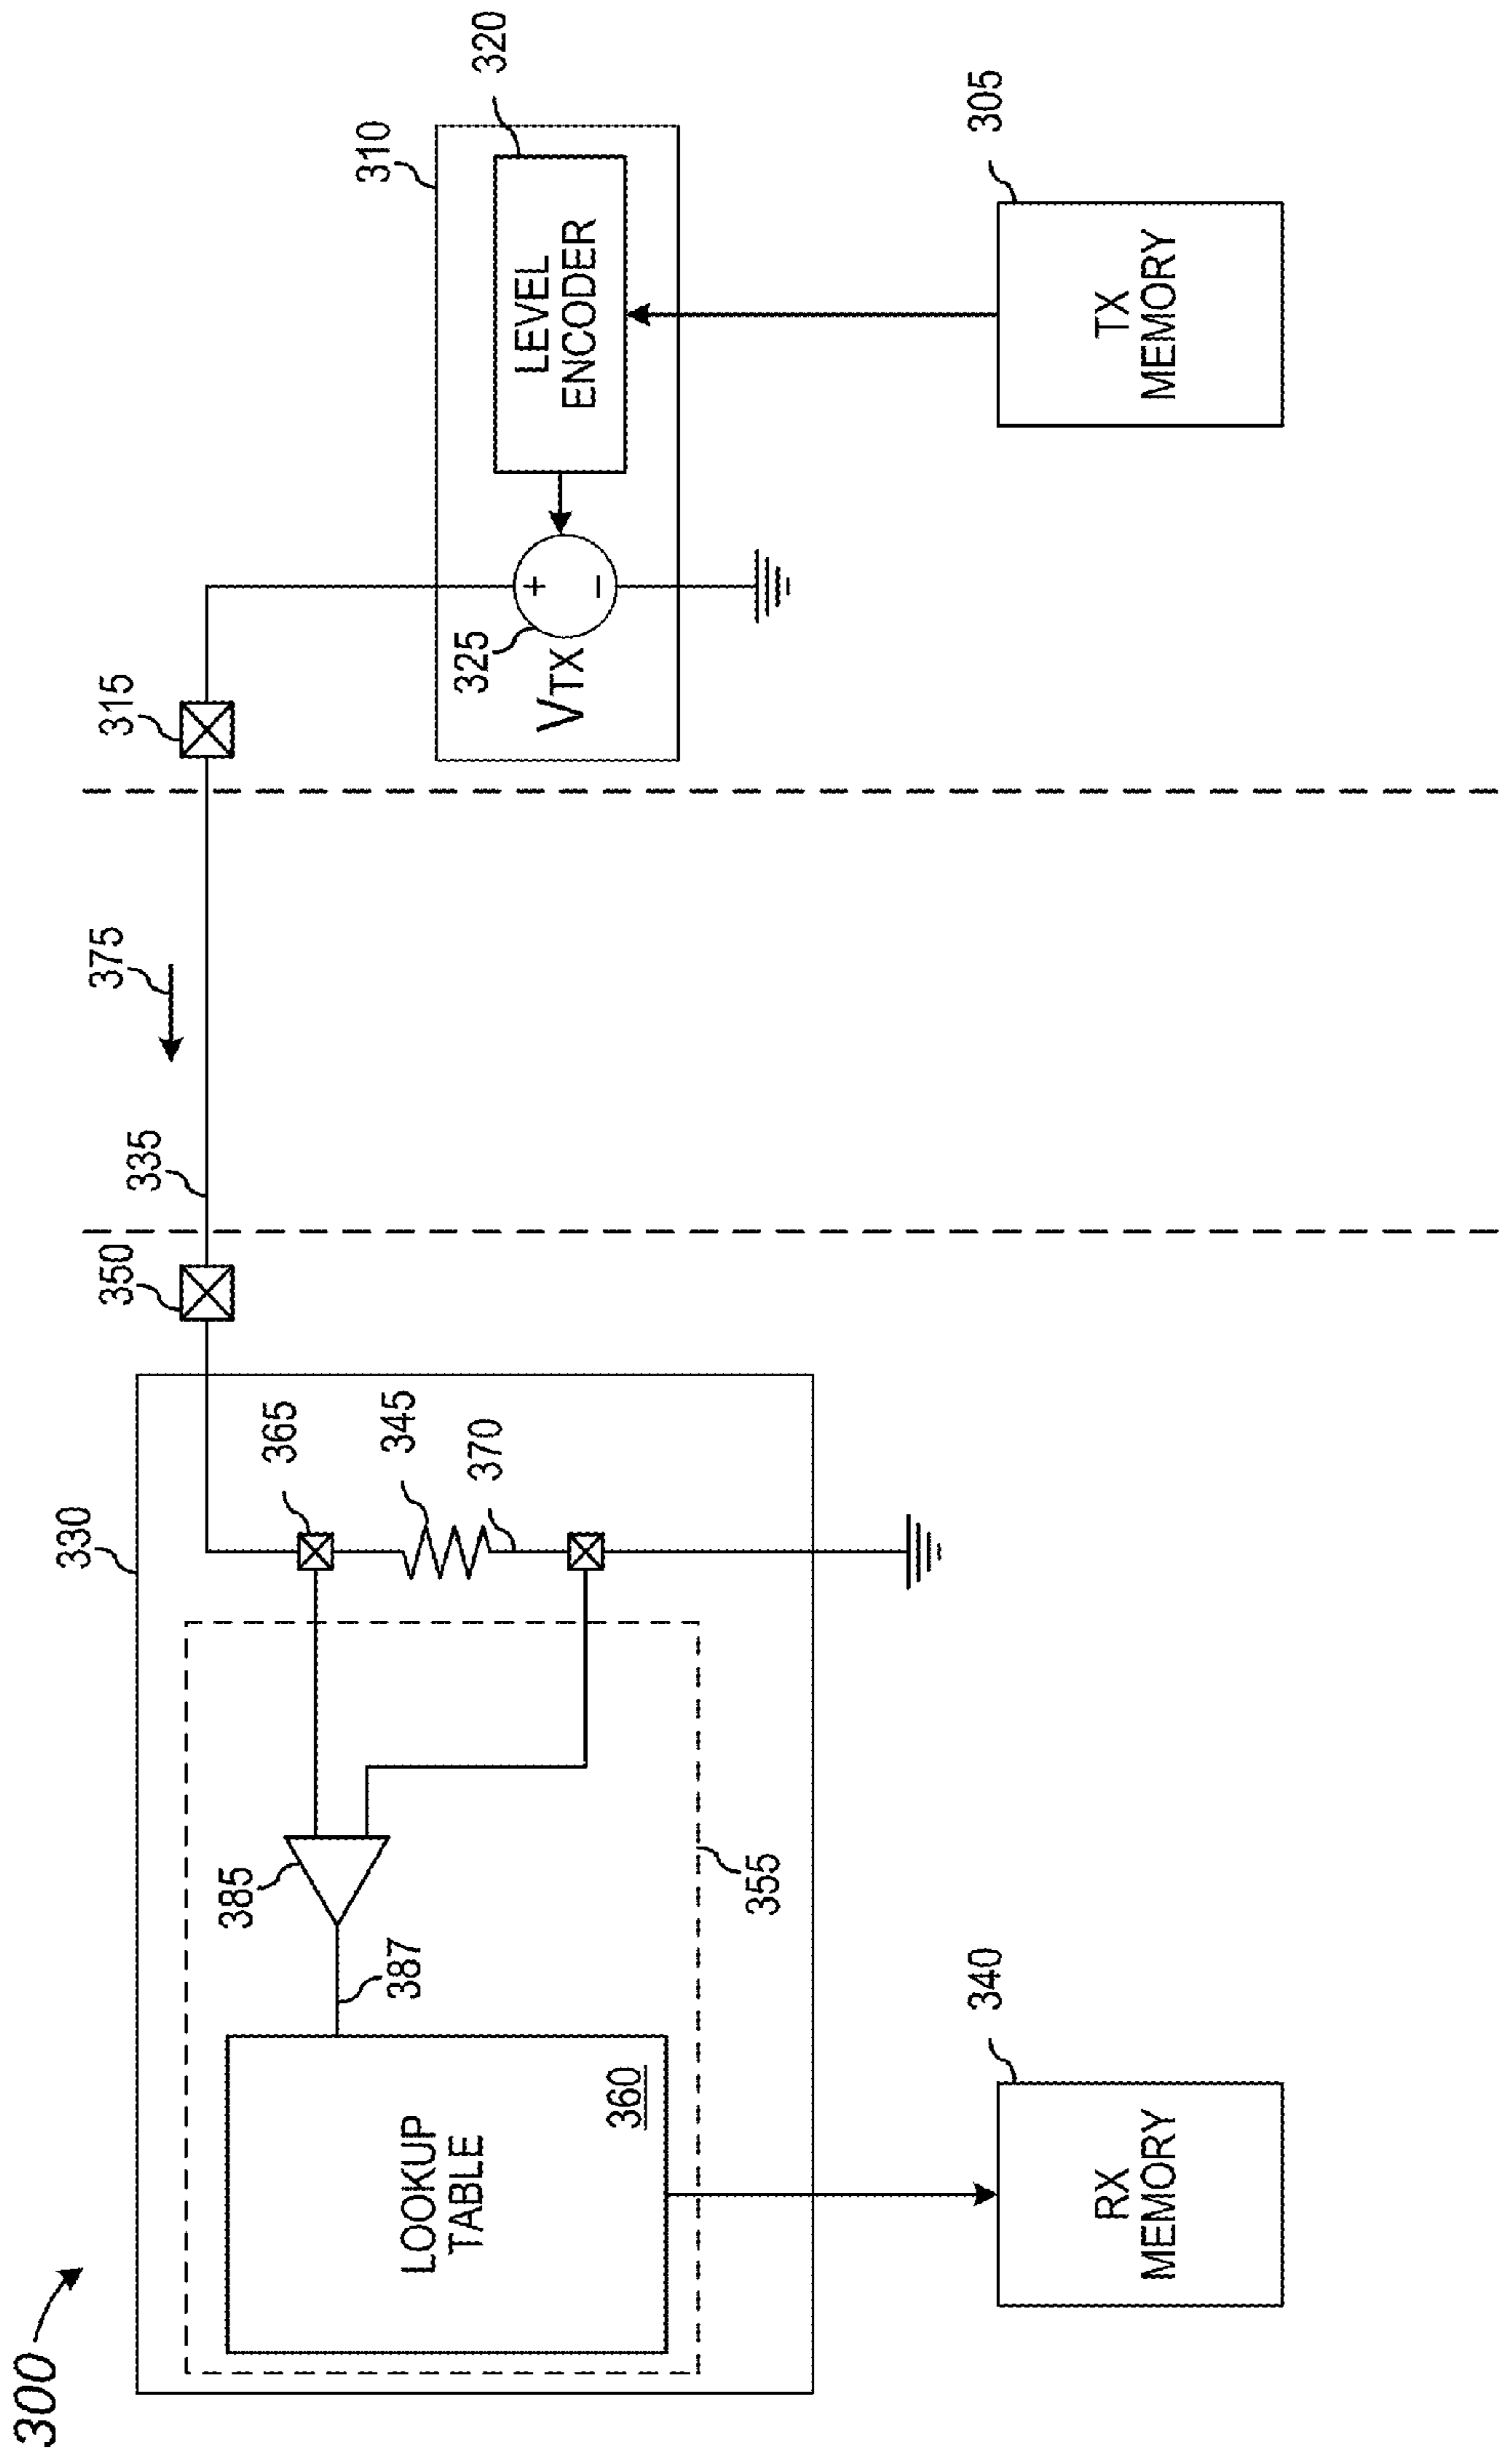 300
330
385
387
LOOKUP
TABLE
360
355
365
345
370
350
335
375
315
310
320
325
VTX
LEVEL
ENCODER
RX
MEMORY
340
TX
MEMORY
305